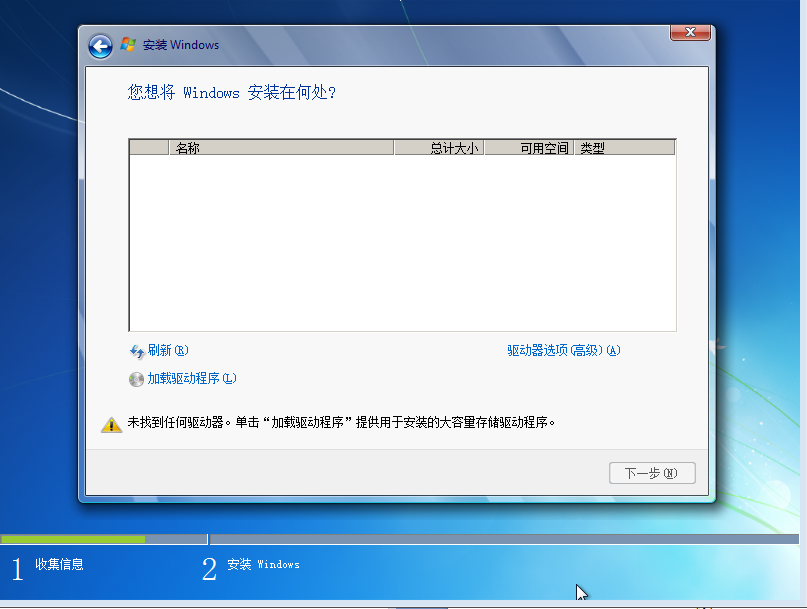 安装 Windows
您想将 Windows 安装在何处?
名称 总计大小 可用空间 类型
刷新(R) 驱动器选项(高级)(A)
加载驱动程序(L)
未找到任何驱动器。单击“加载驱动程序”提供用于安装的大容量存储驱动程序。
下一步(N)
1 收集信息 2 安装 Windows